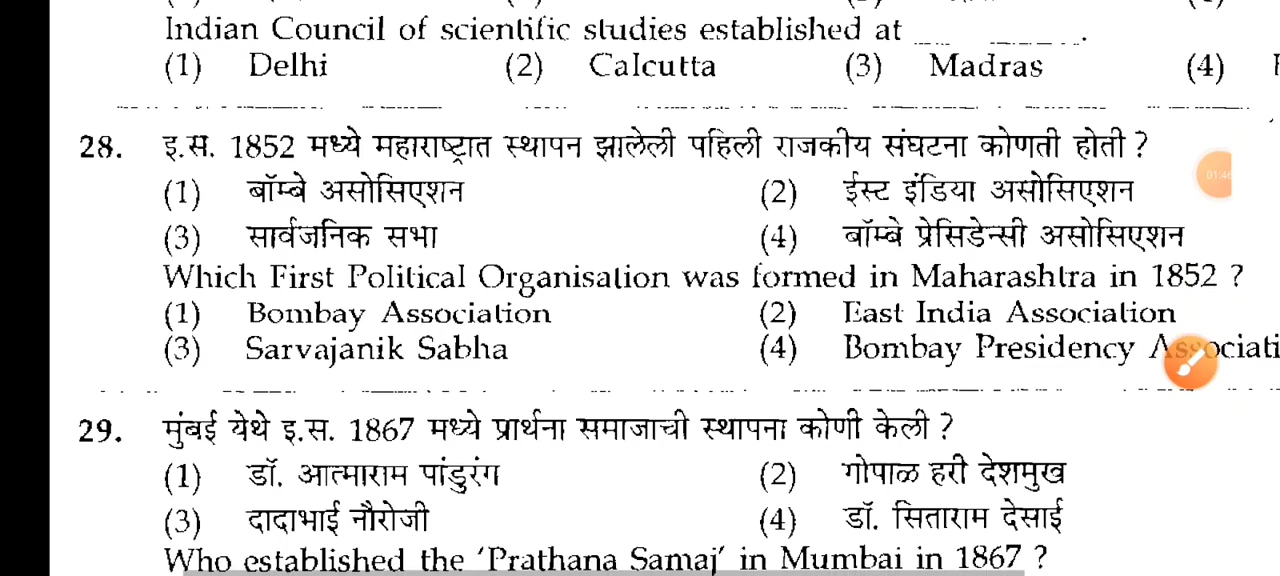 Indian Council of scientific studies established at ____ ______.
(1) Delhi (2) Calcutta (3) Madras (4)
28. इ.स. 1852 मध्ये महाराष्ट्रात स्थापन झालेली पहिली राजकीय संघटना कोणती होती ?
(1) बॉम्बे असोसिएशन (2) ईस्ट इंडिया असोसिएशन
(3) सार्वजनिक सभा (4) बॉम्बे प्रेसिडेन्सी असोसिएशन
Which First Political Organisation was formed in Maharashtra in 1852 ?
(1) Bombay Association (2) East India Association
(3) Sarvajanik Sabha (4) Bombay Presidency Associati
29. मुंबई येथे इ.स. 1867 मध्ये प्रार्थना समाजाची स्थापना कोणी केली ?
(1) डॉ. आत्माराम पांडुरंग (2) गोपाळ हरी देशमुख
(3) दादाभाई नौरोजी (4) डॉ. सिताराम देसाई
Who established the 'Prathana Samaj' in Mumbai in 1867 ?